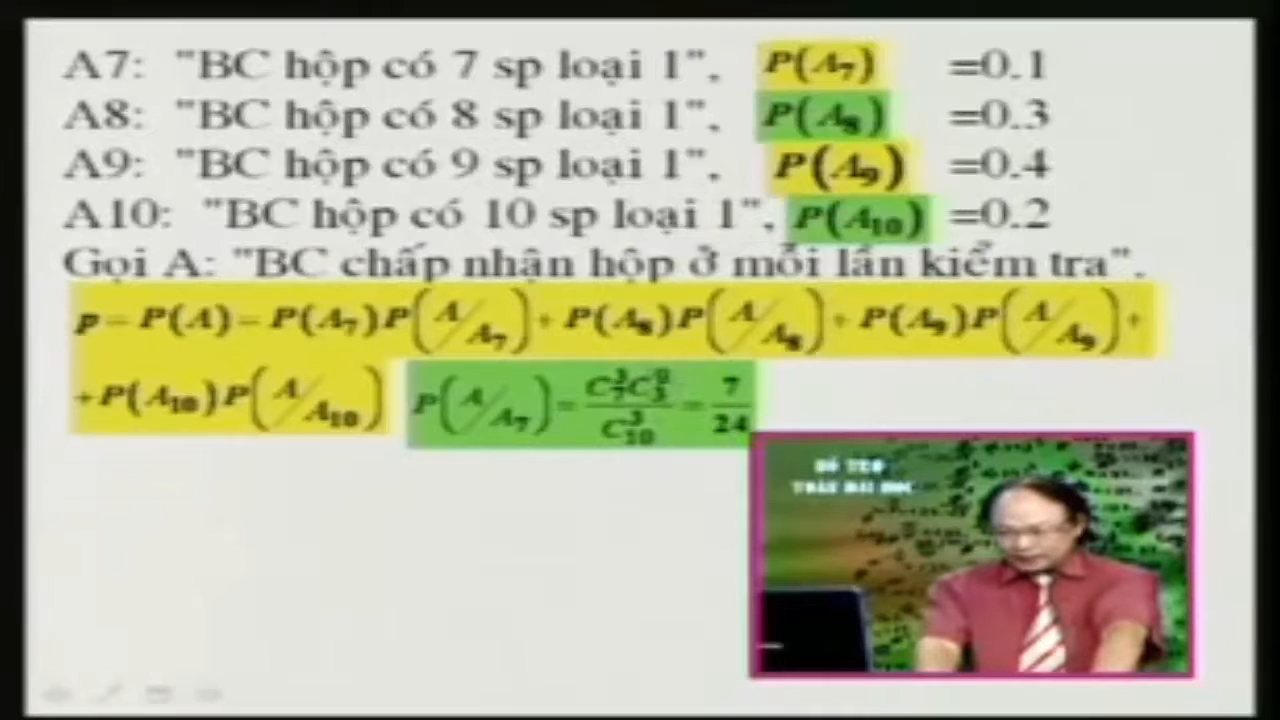 A7: "BC hộp có 7 sp loại 1", P(A₇) =0.1
A8: "BC hộp có 8 sp loại 1", P(A₈) =0.3
A9: "BC hộp có 9 sp loại 1", P(A₉) =0.4
A10: "BC hộp có 10 sp loại 1", P(A₁₀) =0.2
Gọi A: "BC chấp nhận hộp ở mỗi lần kiểm tra".
p = P(A) = P(A₇)P(A/A₇) + P(A₈)P(A/A₈) + P(A₉)P(A/A₉) +
+ P(A₁₀)P(A/A₁₀) P(A/A₇) = C₇³C₃⁰/C₁₀³ = 7/24